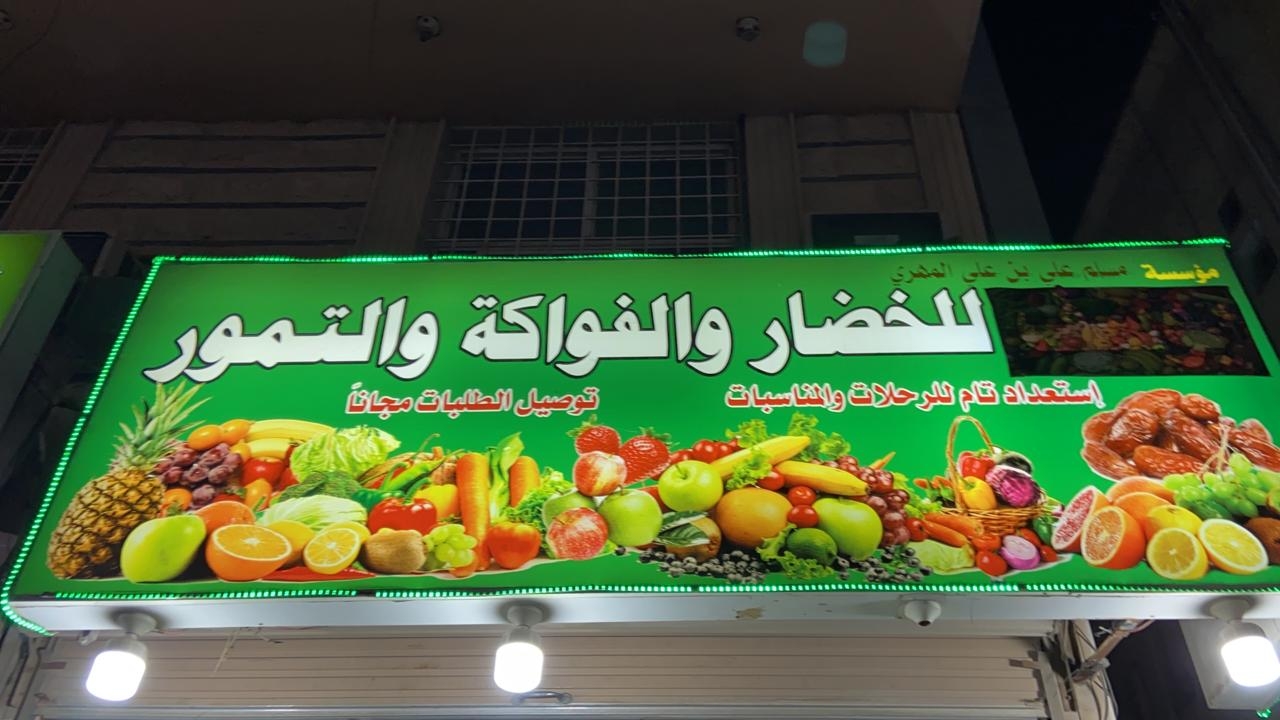 مؤسسة مسلم علي بن علي المهري
للخضار والفواكة والتمور
إستعداد تام للرحلات والمناسبات
توصيل الطلبات مجاناً